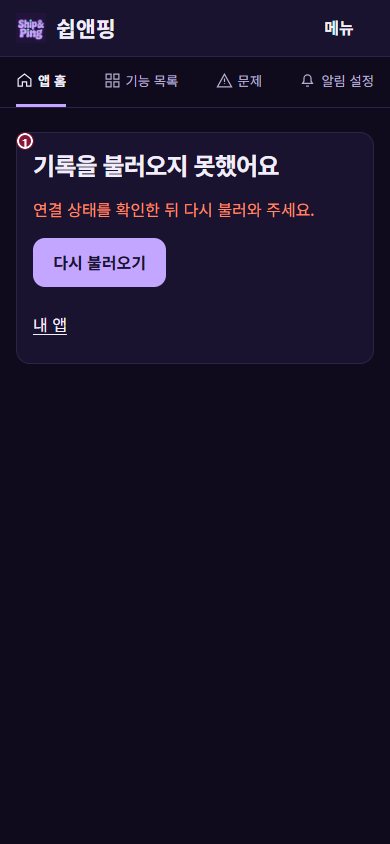 Ship&
Ping
쉽앤핑
메뉴
앱 홈
기능 목록
문제
알림 설정
1
기록을 불러오지 못했어요
연결 상태를 확인한 뒤 다시 불러와 주세요.
다시 불러오기
내 앱